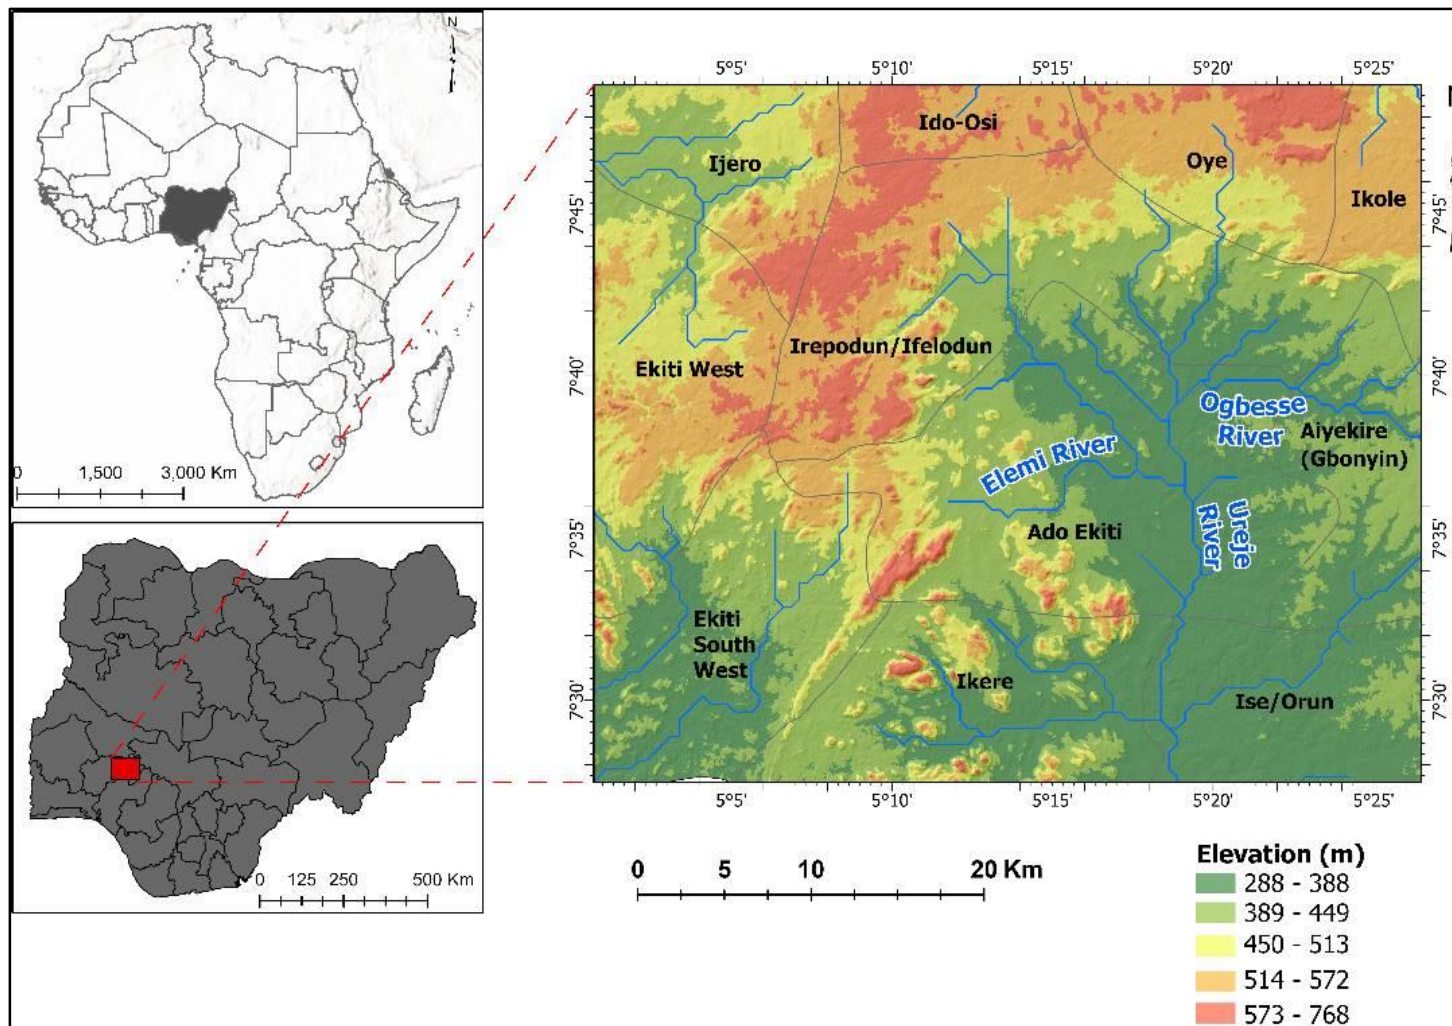 N
0 1,500 3,000 Km
0 125 250 500 Km
5°5' 5°10' 5°15' 5°20' 5°25'
7°45'
7°40'
7°35'
7°30'
7°45'
7°40'
7°35'
7°30'
Ido-Osi
Ijero
Oye
Ikole
Irepodun/Ifelodun
Ekiti West
Ogbesse
River
Aiyekire
(Gbonyin)
Elemi River
Ado Ekiti
Ureje
River
Ekiti
South
West
Ikere
Ise/Orun
5°5' 5°10' 5°15' 5°20' 5°25'
0 5 10 20 Km
Elevation (m)
288 - 388
389 - 449
450 - 513
514 - 572
573 - 768